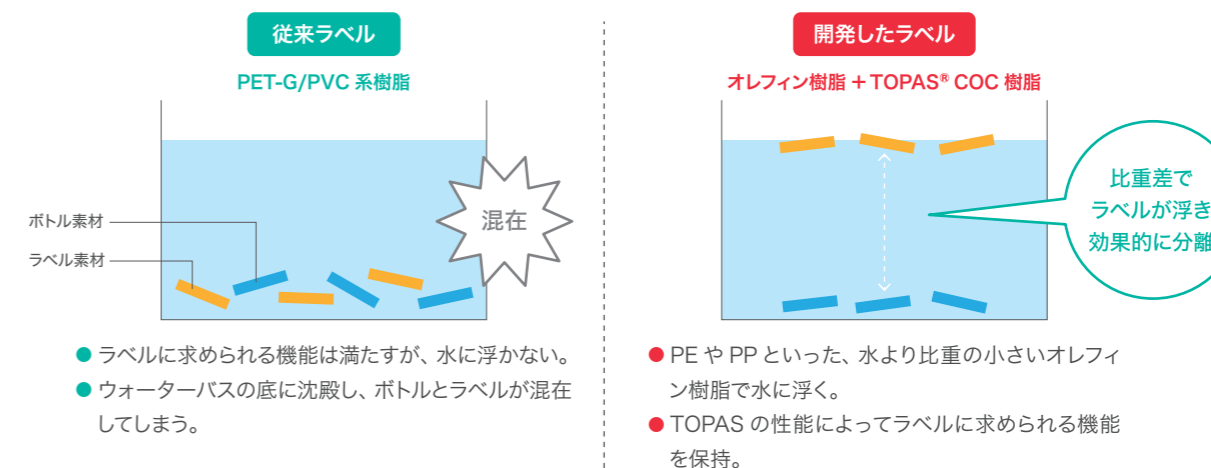 従来ラベル
PET-G/PVC 系樹脂
ボトル素材
ラベル素材
混在
● ラベルに求められる機能は満たすが、水に浮かない。
● ウォーターバスの底に沈殿し、ボトルとラベルが混在
してしまう。
開発したラベル
オレフィン樹脂 + TOPAS® COC 樹脂
比重差で
ラベルが浮き
効果的に分離
● PE や PP といった、水より比重の小さいオレフィ
ン樹脂で水に浮く。
● TOPAS の性能によってラベルに求められる機能
を保持。